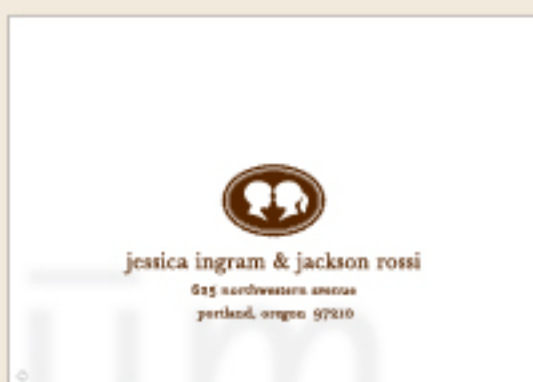 jessica ingram & jackson rossi
625 northwestern avenue
portland, oregon 97210